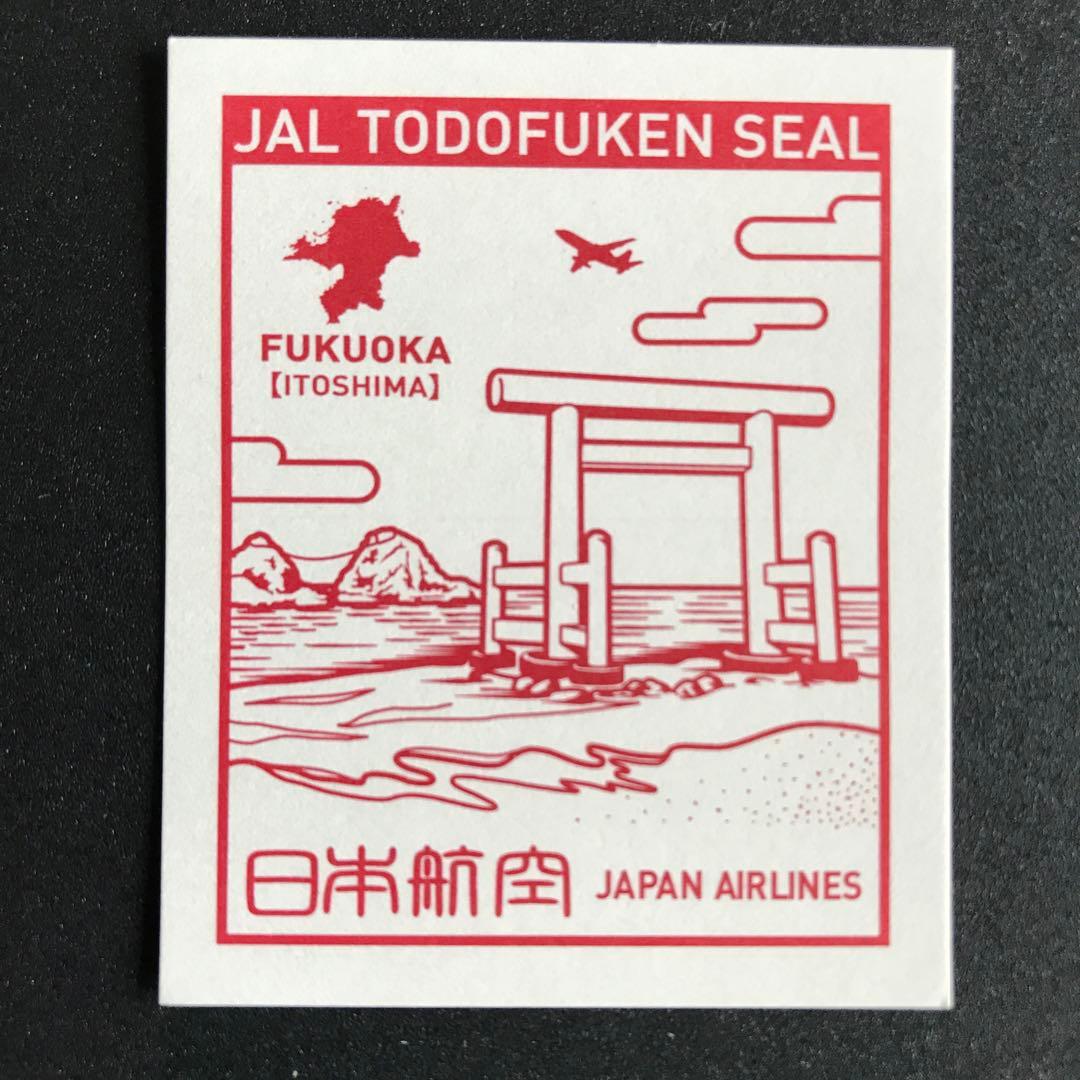 JAL TODOFUKEN SEAL
FUKUOKA
【ITOSHIMA】
日本航空 JAPAN AIRLINES